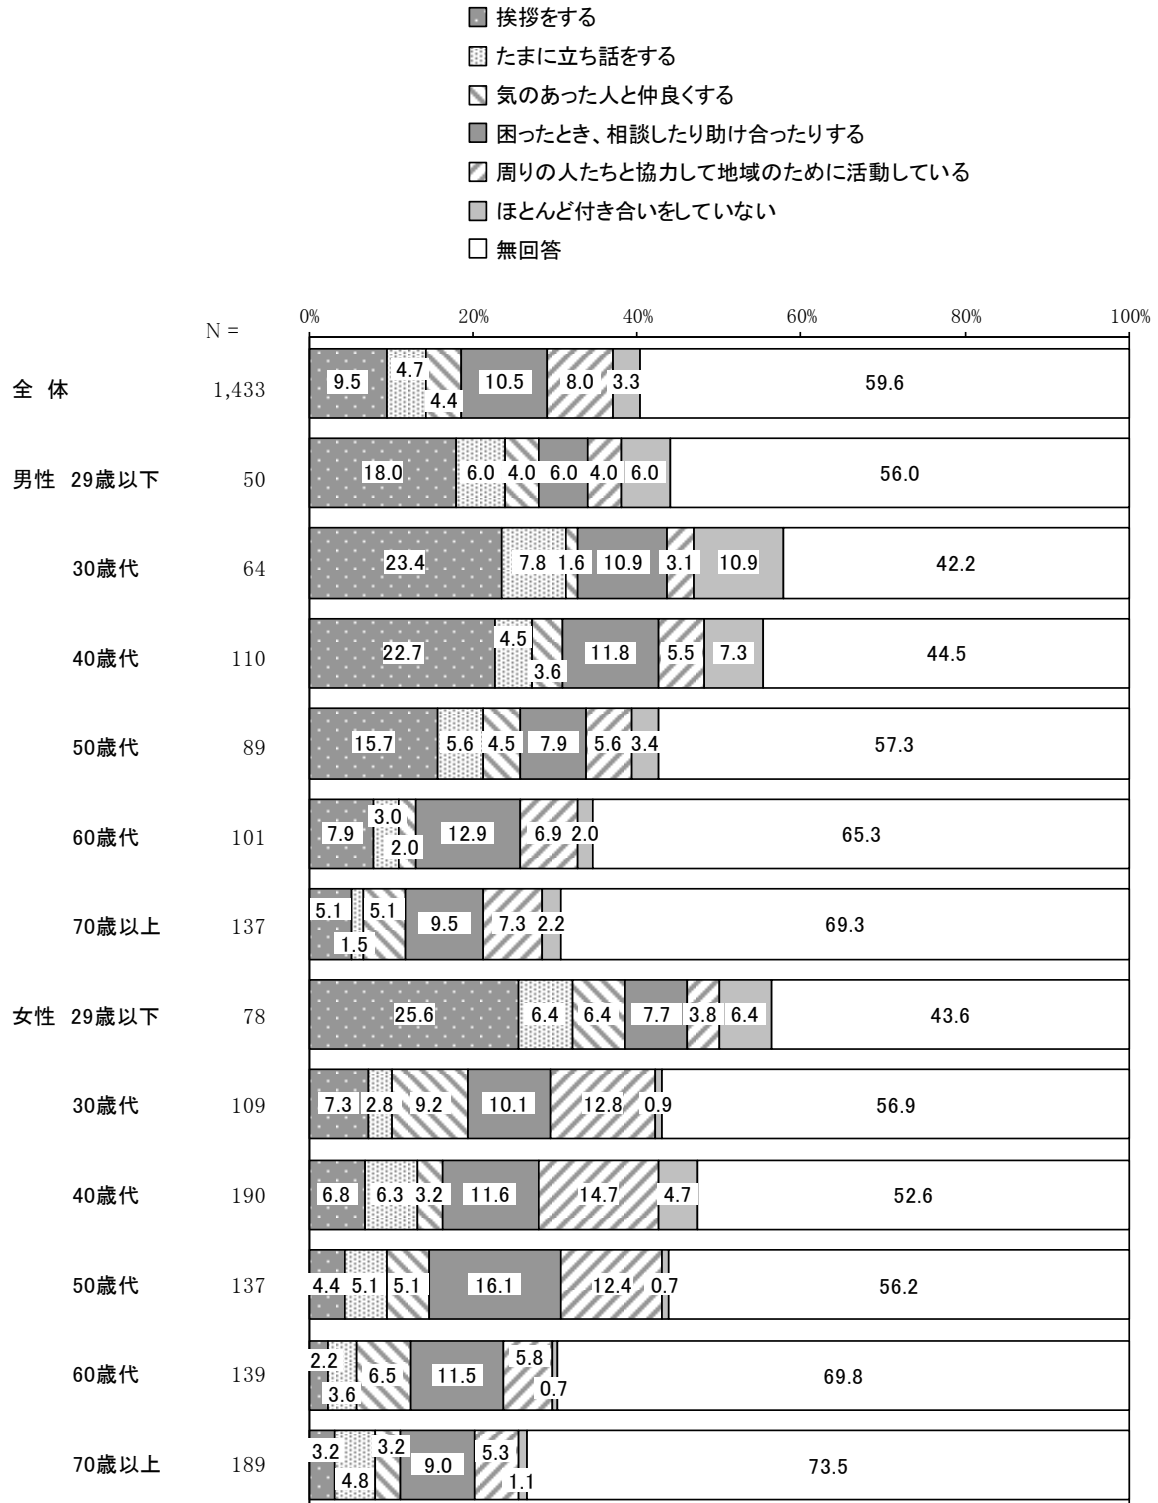 挨拶をする
たまに立ち話をする
気のあった人と仲良くする
困ったとき、相談したり助け合ったりする
周りの人たちと協力して地域のために活動している
ほとんど付き合いをしていない
無回答
N = 0% 20% 40% 60% 80% 100%
全 体 1,433 9.5 4.7 4.4 10.5 8.0 3.3 59.6
男性 29歳以下 50 18.0 6.0 4.0 6.0 4.0 6.0 56.0
30歳代 64 23.4 7.8 1.6 10.9 3.1 10.9 42.2
40歳代 110 22.7 4.5 3.6 11.8 5.5 7.3 44.5
50歳代 89 15.7 5.6 4.5 7.9 5.6 3.4 57.3
60歳代 101 7.9 3.0 2.0 12.9 6.9 2.0 65.3
70歳以上 137 5.1 1.5 5.1 9.5 7.3 2.2 69.3
女性 29歳以下 78 25.6 6.4 6.4 7.7 3.8 6.4 43.6
30歳代 109 7.3 2.8 9.2 10.1 12.8 0.9 56.9
40歳代 190 6.8 6.3 3.2 11.6 14.7 4.7 52.6
50歳代 137 4.4 5.1 5.1 16.1 12.4 0.7 56.2
60歳代 139 2.2 3.6 6.5 11.5 5.8 0.7 69.8
70歳以上 189 3.2 4.8 3.2 9.0 5.3 1.1 73.5